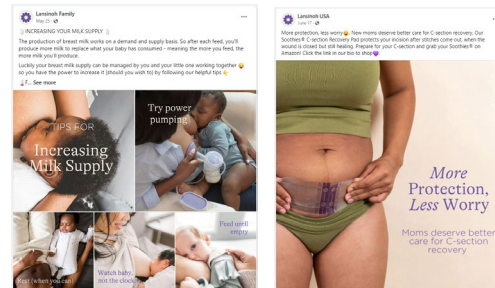 Lansinoh Family
May 25
INCREASING YOUR MILK SUPPLY
The production of breast milk works on a demand and supply basis. So after each feed, you'll
produce more milk to replace what your baby has consumed - meaning the more you feed, the
more milk you'll produce.
Luckily your breast milk supply can be managed by you and your little one working together
so you have the power to increase it (should you wish to) by following our helpful tips
See more
TIPS FOR
Increasing
Milk Supply
Try power
pumping
Rest (when you can)
Watch baby,
not the clock
Feed until
empty
Lansinoh USA
June 17
More protection, less worry. New moms deserve better care for C-section recovery. Our
Soothies® C-section Recovery Pad protects your incision after stitches come out, when the
wound is closed but still healing. Prepare for your C-section and grab your Soothies® on
Amazon! Click the link in our bio to shop
More
Protection,
Less Worry
Moms deserve better
care for C-section
recovery